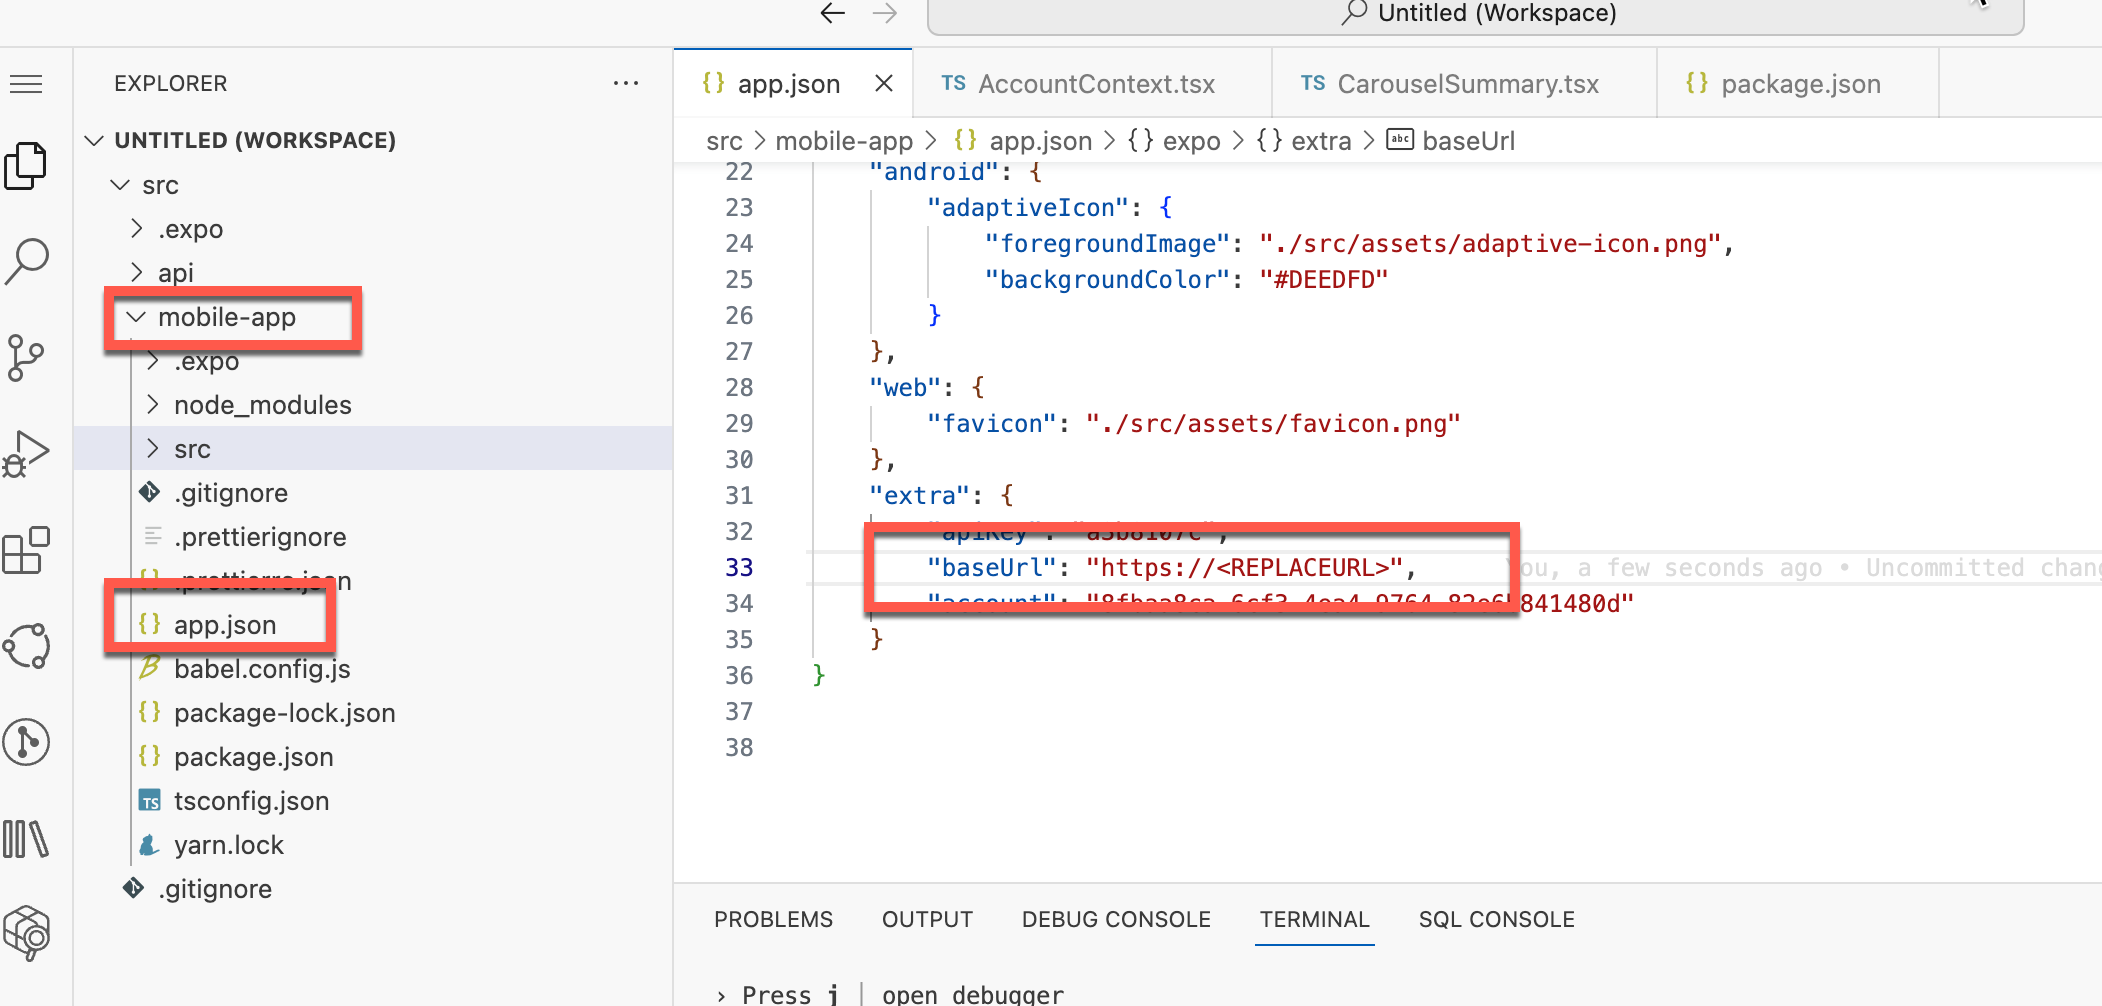 Untitled (Workspace)
EXPLORER
UNTITLED (WORKSPACE)
src
.expo
api
mobile-app
.expo
node_modules
src
.gitignore
.prettierignore
.prettierrc.json
app.json
babel.config.js
package-lock.json
package.json
tsconfig.json
yarn.lock
.gitignore
app.json
TS AccountContext.tsx
TS CarouselSummary.tsx
package.json
src > mobile-app > {} app.json > {} expo > {} extra > abc baseUrl
22 "android": {
23 "adaptiveIcon": {
24 "foregroundImage": "./src/assets/adaptive-icon.png",
25 "backgroundColor": "#DEEDFD"
26 }
27 },
28 "web": {
29 "favicon": "./src/assets/favicon.png"
30 },
31 "extra": {
32 "apiKey": "a3b8107c",
33 "baseUrl": "https://<REPLACEURL>", You, a few seconds ago • Uncommitted chang
34 "account": 841480d"
35 }
36 }
37
38
PROBLEMS OUTPUT DEBUG CONSOLE TERMINAL SQL CONSOLE
› Press j | open debugger